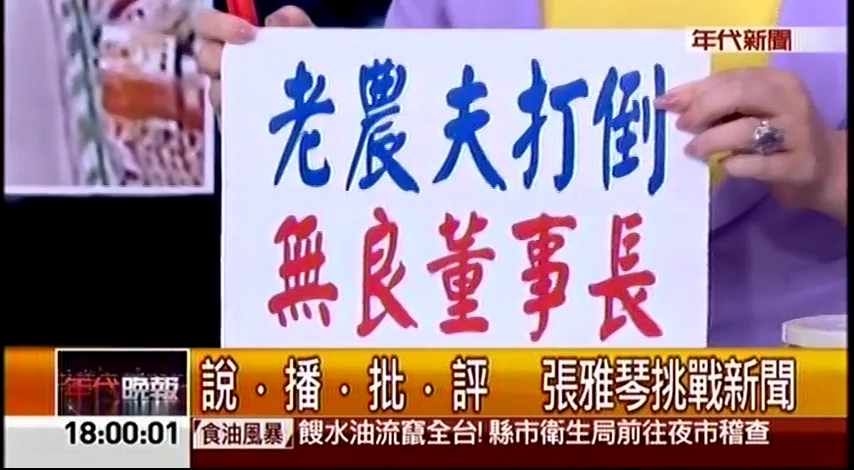 年代新聞
老農夫打倒
無良董事長
年代晚報
說·播·批·評 張雅琴挑戰新聞
18:00:01
食油風暴
餿水油流竄全台!縣市衛生局前往夜市稽查